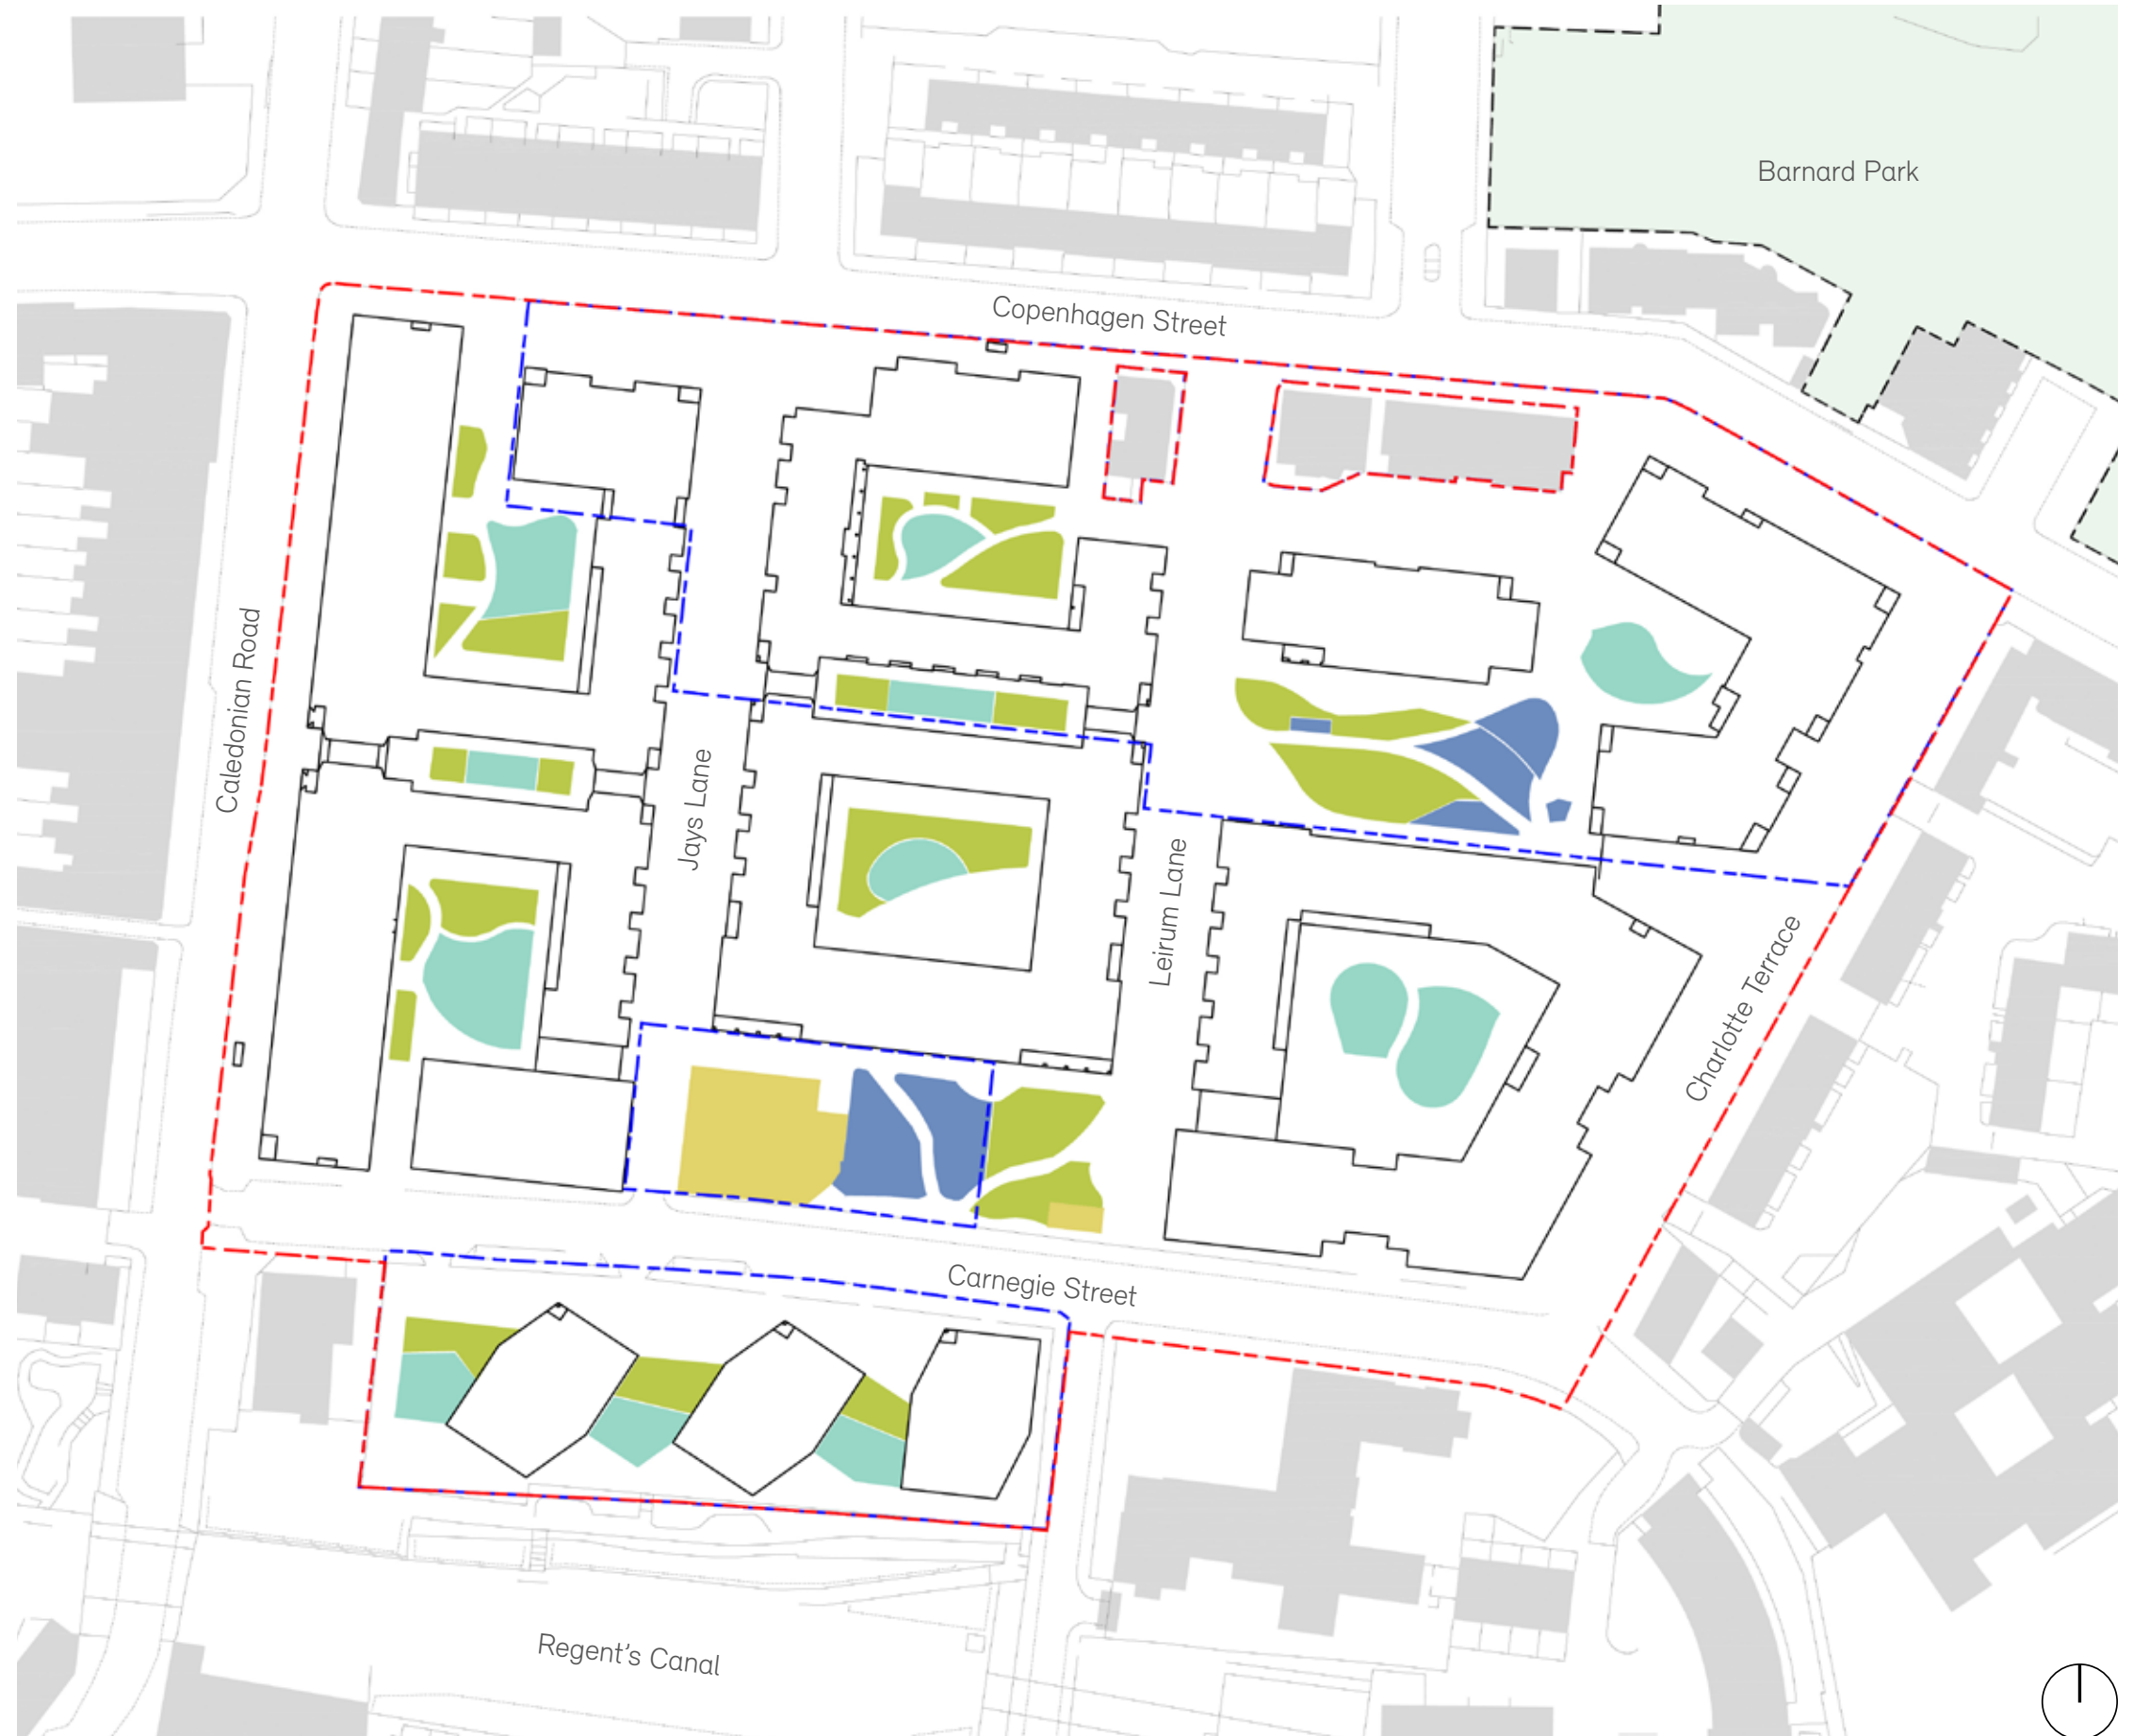 Barnard Park
Copenhagen Street
Caledonian Road
Jays Lane
Leirum Lane
Charlotte Terrace
Carnegie Street
Regent's Canal